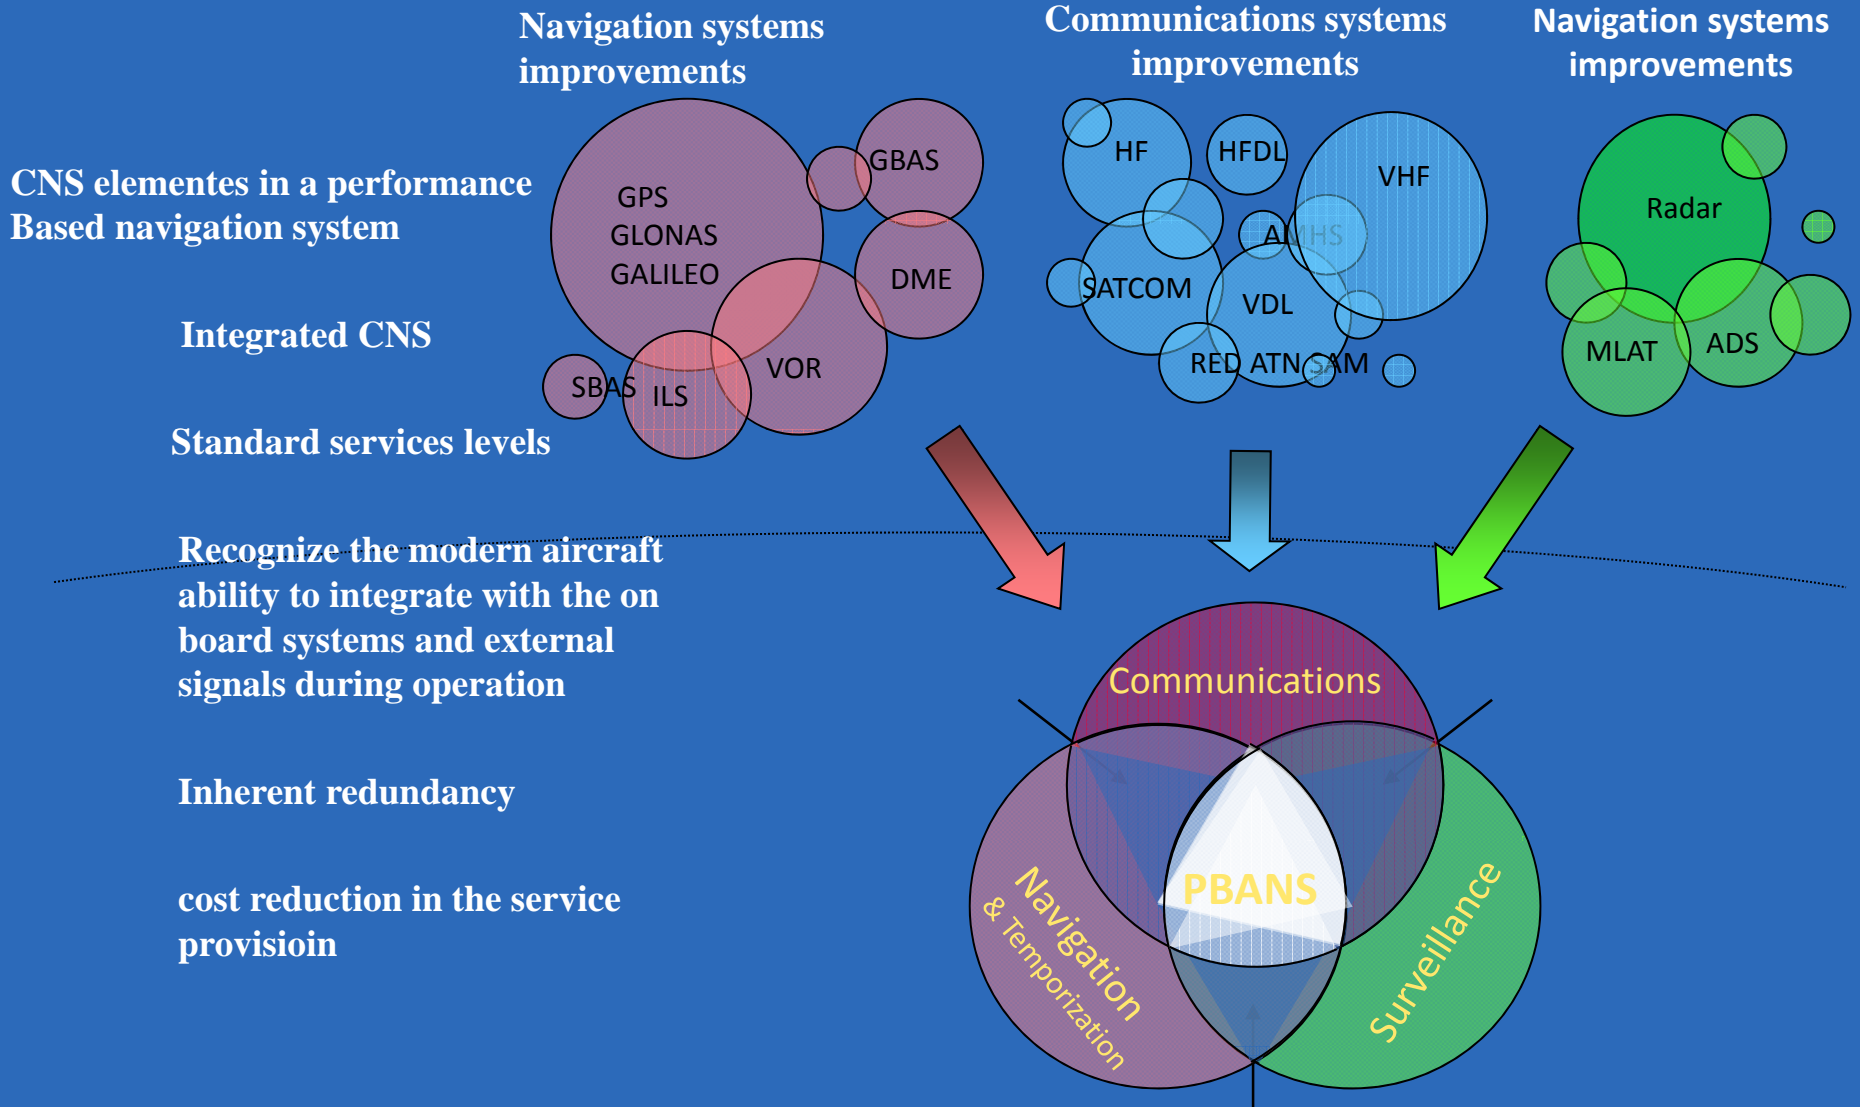 Navigation systems
improvements
Communications systems
improvements
Navigation systems
improvements
CNS elementes in a performance
Based navigation system
Integrated CNS
Standard services levels
Recognize the modern aircraft
ability to integrate with the on
board systems and external
signals during operation
Inherent redundancy
cost reduction in the service
provisioin
GPS
GLONAS
GALILEO
GBAS
DME
VOR
SBAS
ILS
HF
HFDL
VHF
AMHS
SATCOM
VDL
RED ATN SAM
Radar
MLAT
ADS
Communications
PBANS
Navigation
& Temporization
Surveillance